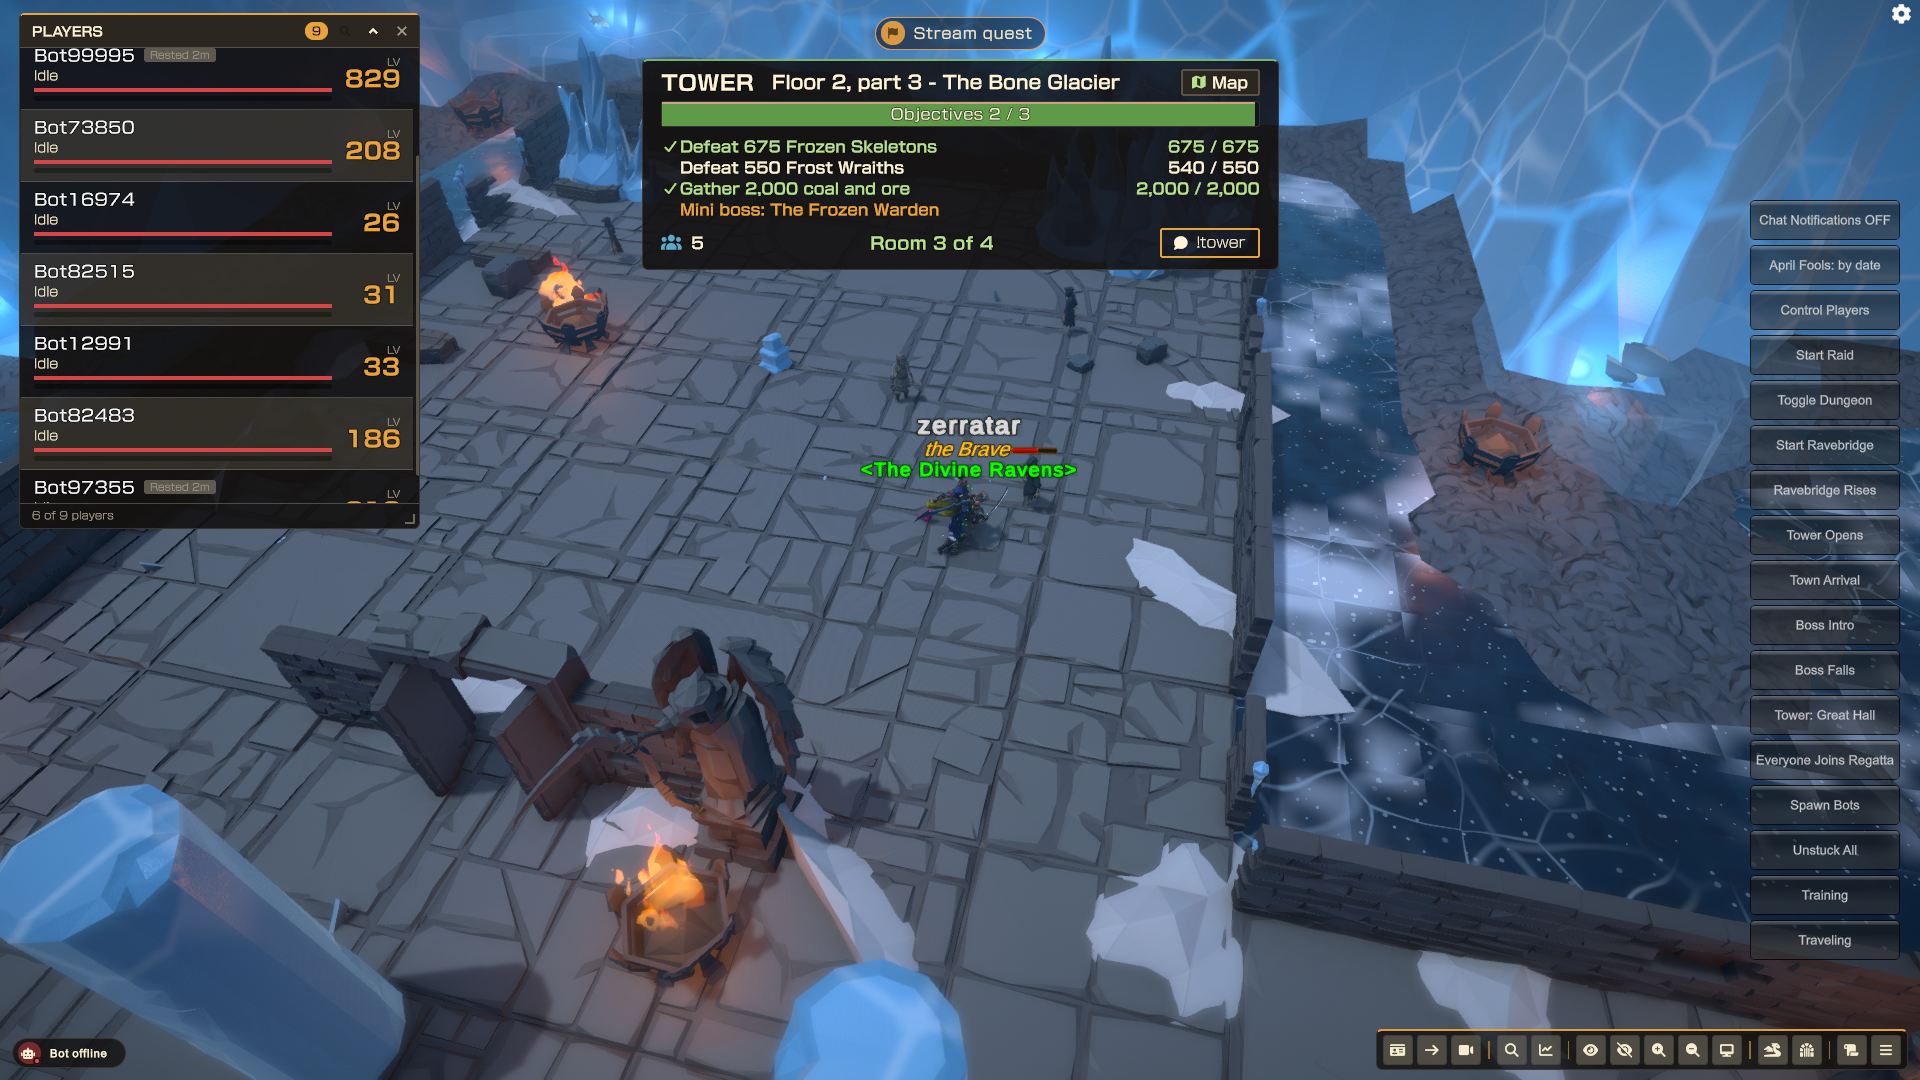 PLAYERS
9
Bot99995 Rested 2m
Idle
LV
829
Bot73850
Idle
LV
208
Bot16974
Idle
LV
26
Bot82515
Idle
LV
31
Bot12991
Idle
LV
33
Bot82483
Idle
LV
186
Bot97355 Rested 2m
LV
6 of 9 players
Stream quest
TOWER Floor 2, part 3 - The Bone Glacier
Map
Objectives 2 / 3
Defeat 675 Frozen Skeletons 675 / 675
Defeat 550 Frost Wraiths 540 / 550
Gather 2,000 coal and ore 2,000 / 2,000
Mini boss: The Frozen Warden
5 Room 3 of 4 !tower
zerratar
the Brave
<The Divine Ravens>
Chat Notifications OFF
April Fools: by date
Control Players
Start Raid
Toggle Dungeon
Start Ravebridge
Ravebridge Rises
Tower Opens
Town Arrival
Boss Intro
Boss Falls
Tower: Great Hall
Everyone Joins Regatta
Spawn Bots
Unstuck All
Training
Traveling
Bot offline